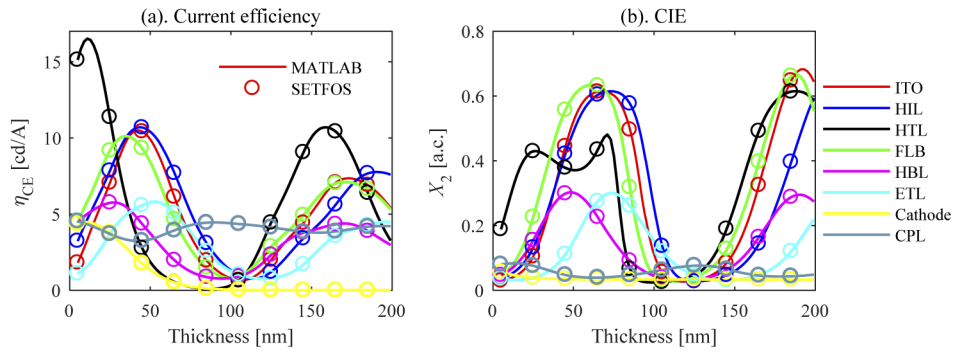 (a). Current efficiency
η_CE [cd/A]
15
10
5
0
0 50 100 150 200
Thickness [nm]
MATLAB
SETFOS
(b). CIE
X_2 [a.c.]
0.8
0.6
0.4
0.2
0
0 50 100 150 200
Thickness [nm]
ITO
HIL
HTL
FLB
HBL
ETL
Cathode
CPL